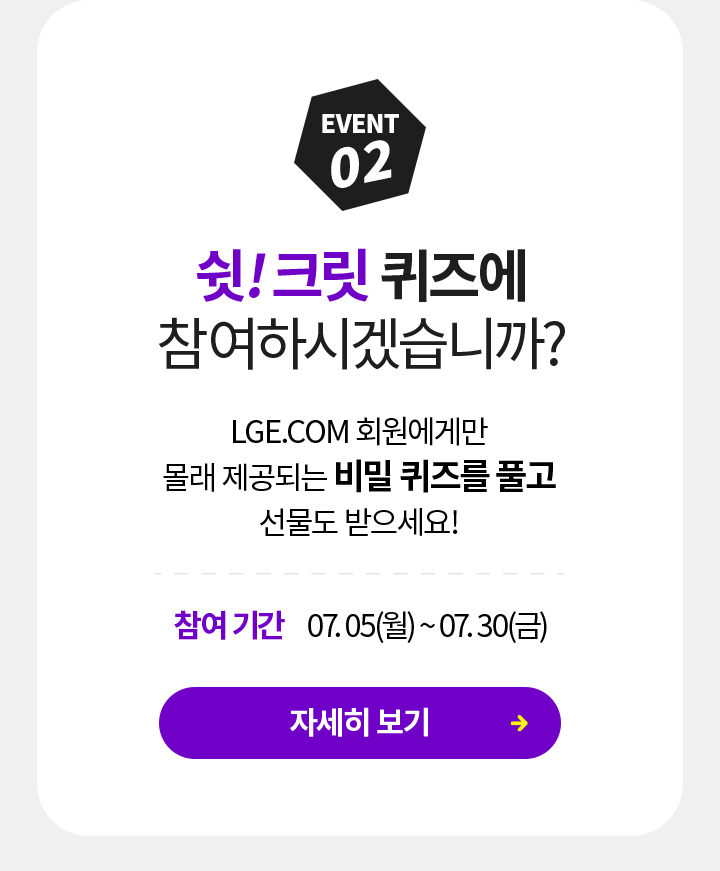 EVENT
02
쉿! 크릿 퀴즈에
참여하시겠습니까?
LGE.COM 회원에게만
몰래 제공되는 비밀 퀴즈를 풀고
선물도 받으세요!
참여 기간 07. 05(월) ~ 07. 30(금)
자세히 보기